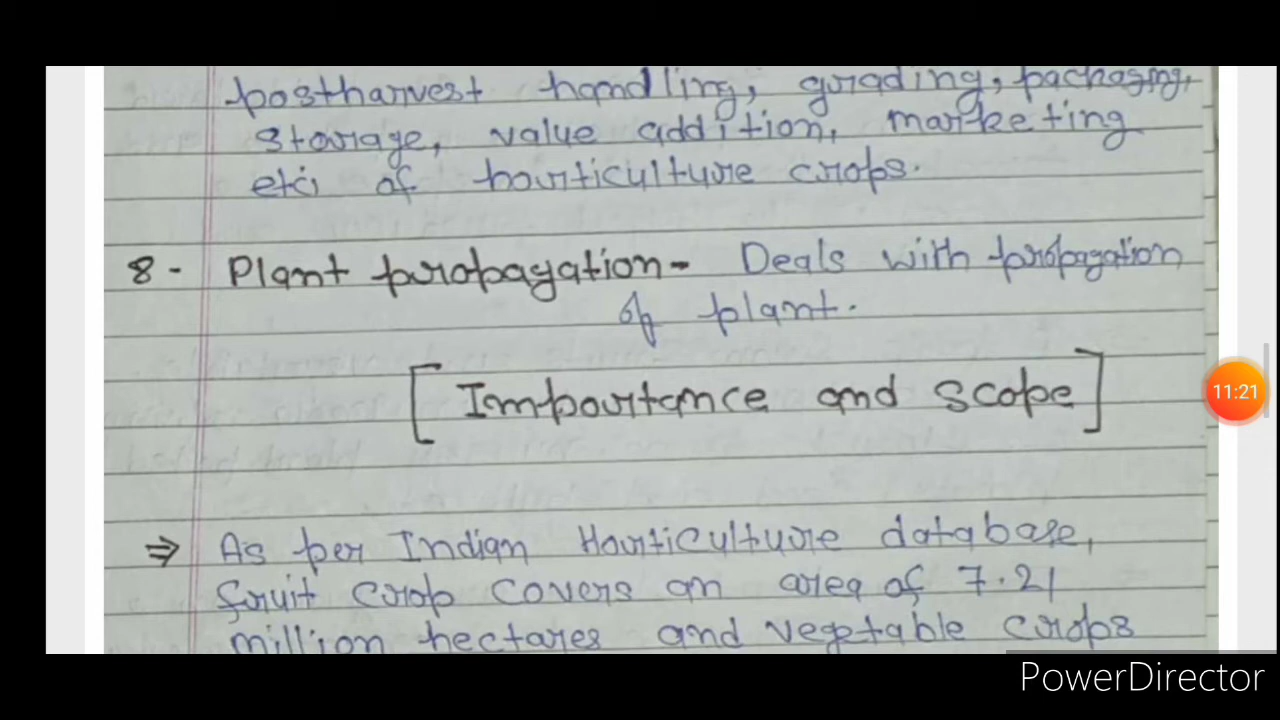 postharvest handling, grading, packaging,
storage, value addition, marketing
etc. of horticulture crops.
8- Plant propagation- Deals with propagation
of plant.
[Importance and scope]
11:21
⇒ As per Indian Horticulture database,
fruit crop covers an area of 7.21
million hectares and vegetable crops
PowerDirector